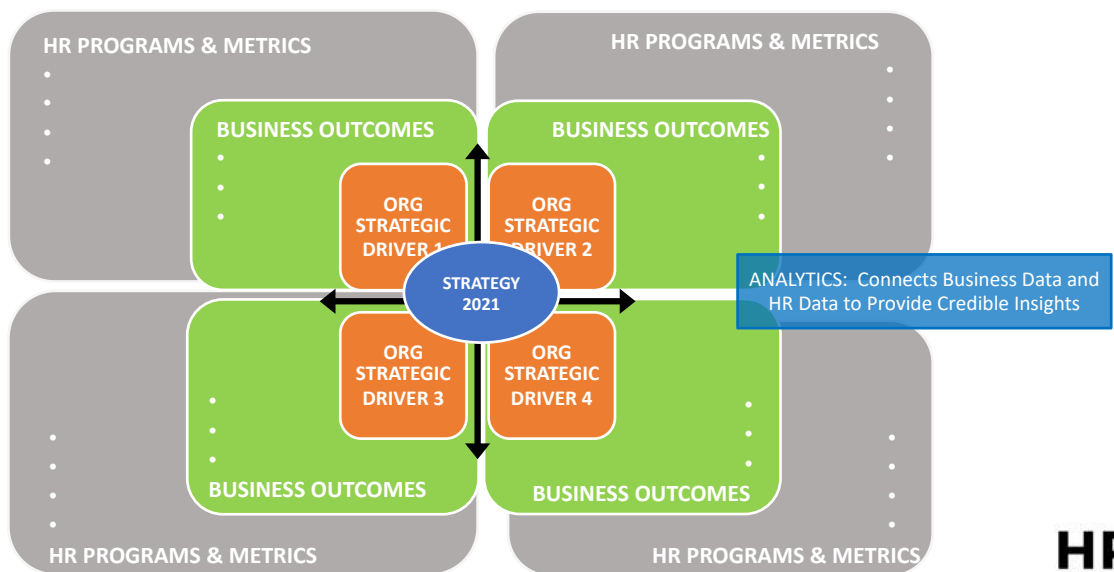 HR PROGRAMS & METRICS
HR PROGRAMS & METRICS
BUSINESS OUTCOMES
BUSINESS OUTCOMES
ORG
STRATEGIC
DRIVER 1
ORG
STRATEGIC
DRIVER 2
STRATEGY
2021
ANALYTICS: Connects Business Data and
HR Data to Provide Credible Insights
ORG
STRATEGIC
DRIVER 3
ORG
STRATEGIC
DRIVER 4
BUSINESS OUTCOMES
BUSINESS OUTCOMES
HR PROGRAMS & METRICS
HR PROGRAMS & METRICS